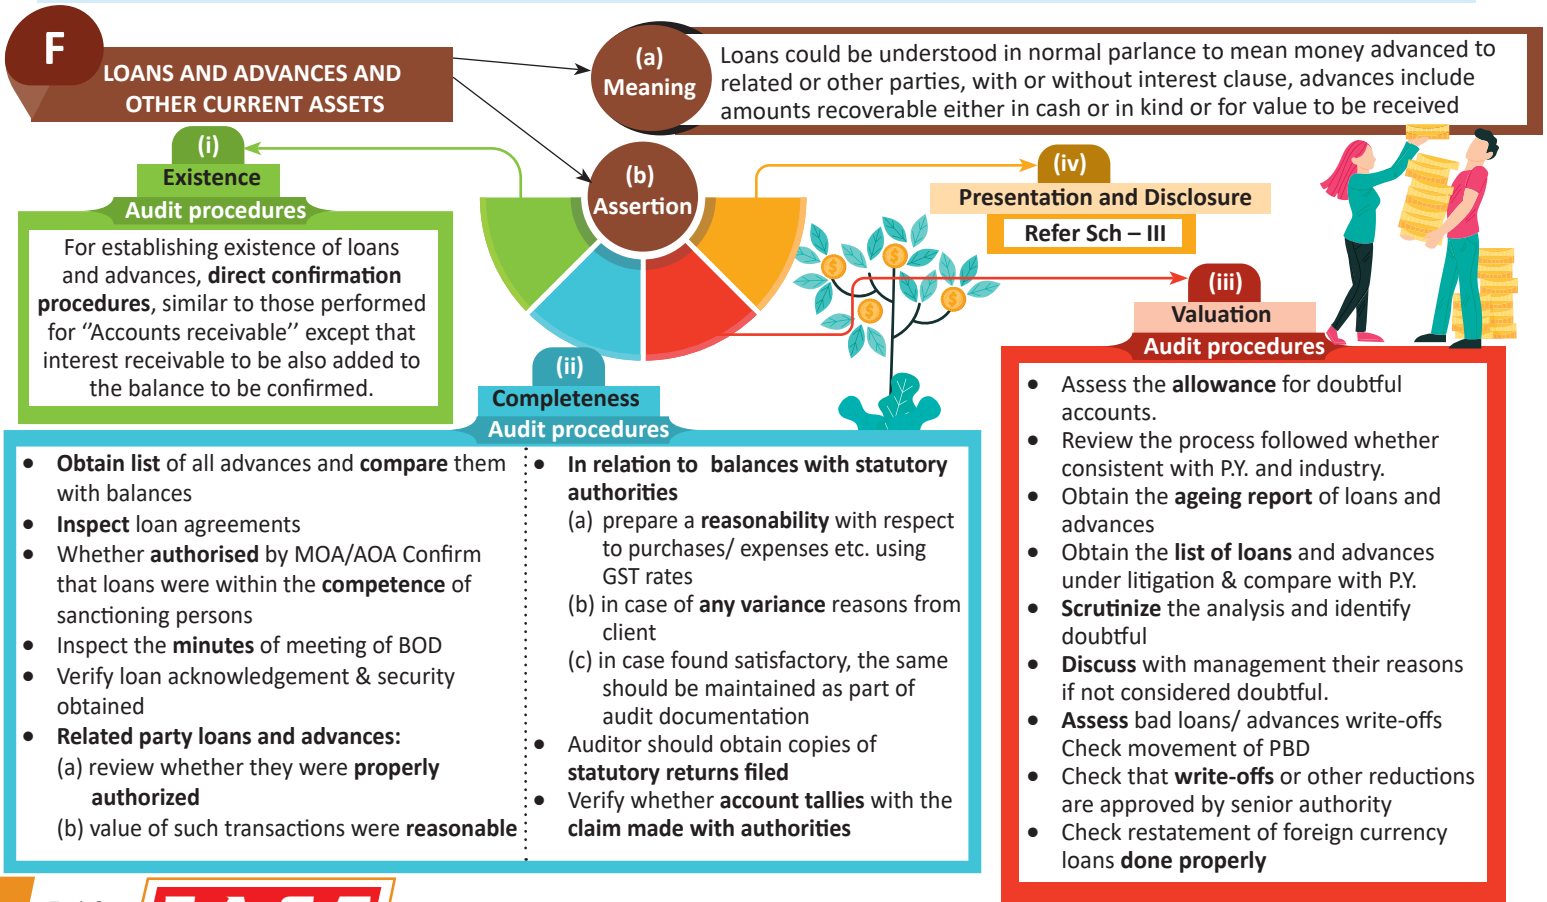 F
LOANS AND ADVANCES AND
OTHER CURRENT ASSETS
(a)
Meaning
Loans could be understood in normal parlance to mean money advanced to
related or other parties, with or without interest clause, advances include
amounts recoverable either in cash or in kind or for value to be received
(b)
Assertion
(i)
Existence
Audit procedures
For establishing existence of loans
and advances, direct confirmation
procedures, similar to those performed
for ‘‘Accounts receivable’’ except that
interest receivable to be also added to
the balance to be confirmed.
(ii)
Completeness
Audit procedures
• Obtain list of all advances and compare them
with balances
• Inspect loan agreements
• Whether authorised by MOA/AOA Confirm
that loans were within the competence of
sanctioning persons
• Inspect the minutes of meeting of BOD
• Verify loan acknowledgement & security
obtained
• Related party loans and advances:
(a) review whether they were properly
authorized
(b) value of such transactions were reasonable
• In relation to balances with statutory
authorities
(a) prepare a reasonability with respect
to purchases/ expenses etc. using
GST rates
(b) in case of any variance reasons from
client
(c) in case found satisfactory, the same
should be maintained as part of
audit documentation
• Auditor should obtain copies of
statutory returns filed
• Verify whether account tallies with the
claim made with authorities
(iii)
Valuation
Audit procedures
• Assess the allowance for doubtful
accounts.
• Review the process followed whether
consistent with P.Y. and industry.
• Obtain the ageing report of loans and
advances
• Obtain the list of loans and advances
under litigation & compare with P.Y.
• Scrutinize the analysis and identify
doubtful
• Discuss with management their reasons
if not considered doubtful.
• Assess bad loans/ advances write-offs
Check movement of PBD
• Check that write-offs or other reductions
are approved by senior authority
• Check restatement of foreign currency
loans done properly
(iv)
Presentation and Disclosure
Refer Sch – III
$
$
$
$